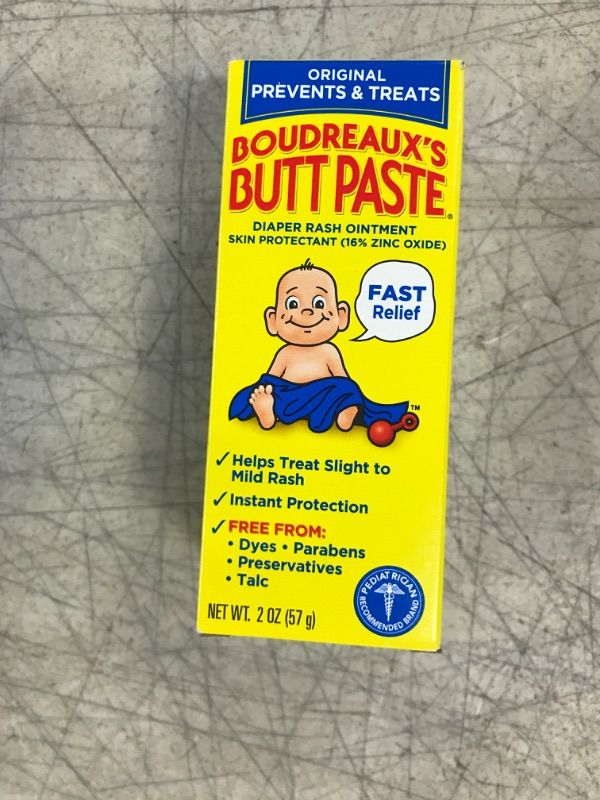 ORIGINAL
PREVENTS & TREATS
BOUDREAUX'S
BUTT PASTE®
DIAPER RASH OINTMENT
SKIN PROTECTANT (16% ZINC OXIDE)
FAST
Relief
TM
✓ Helps Treat Slight to
Mild Rash
✓ Instant Protection
✓ FREE FROM:
• Dyes • Parabens
• Preservatives
• Talc
PEDIATRICIAN
RECOMMENDED BRAND
NET WT. 2 OZ (57 g)